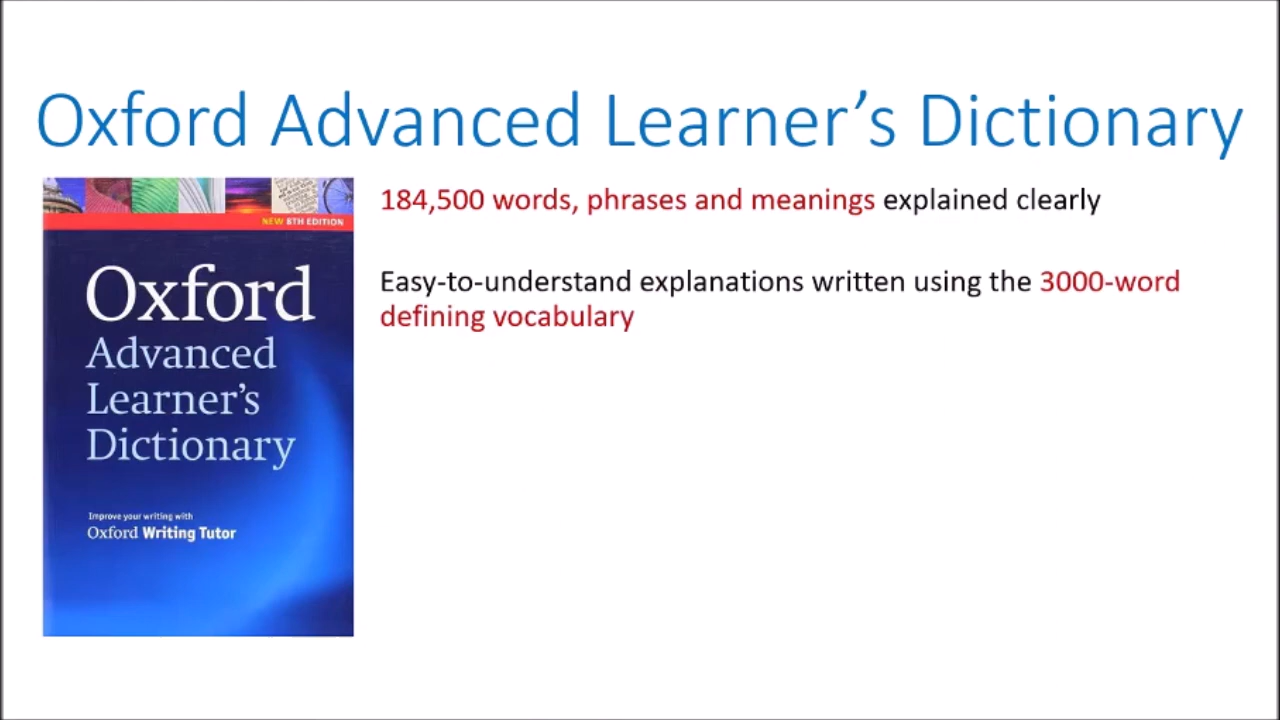 Oxford Advanced Learner's Dictionary
NEW 8TH EDITION
Oxford
Advanced
Learner's
Dictionary
Improve your writing with
Oxford Writing Tutor
184,500 words, phrases and meanings explained clearly
Easy-to-understand explanations written using the 3000-word
defining vocabulary